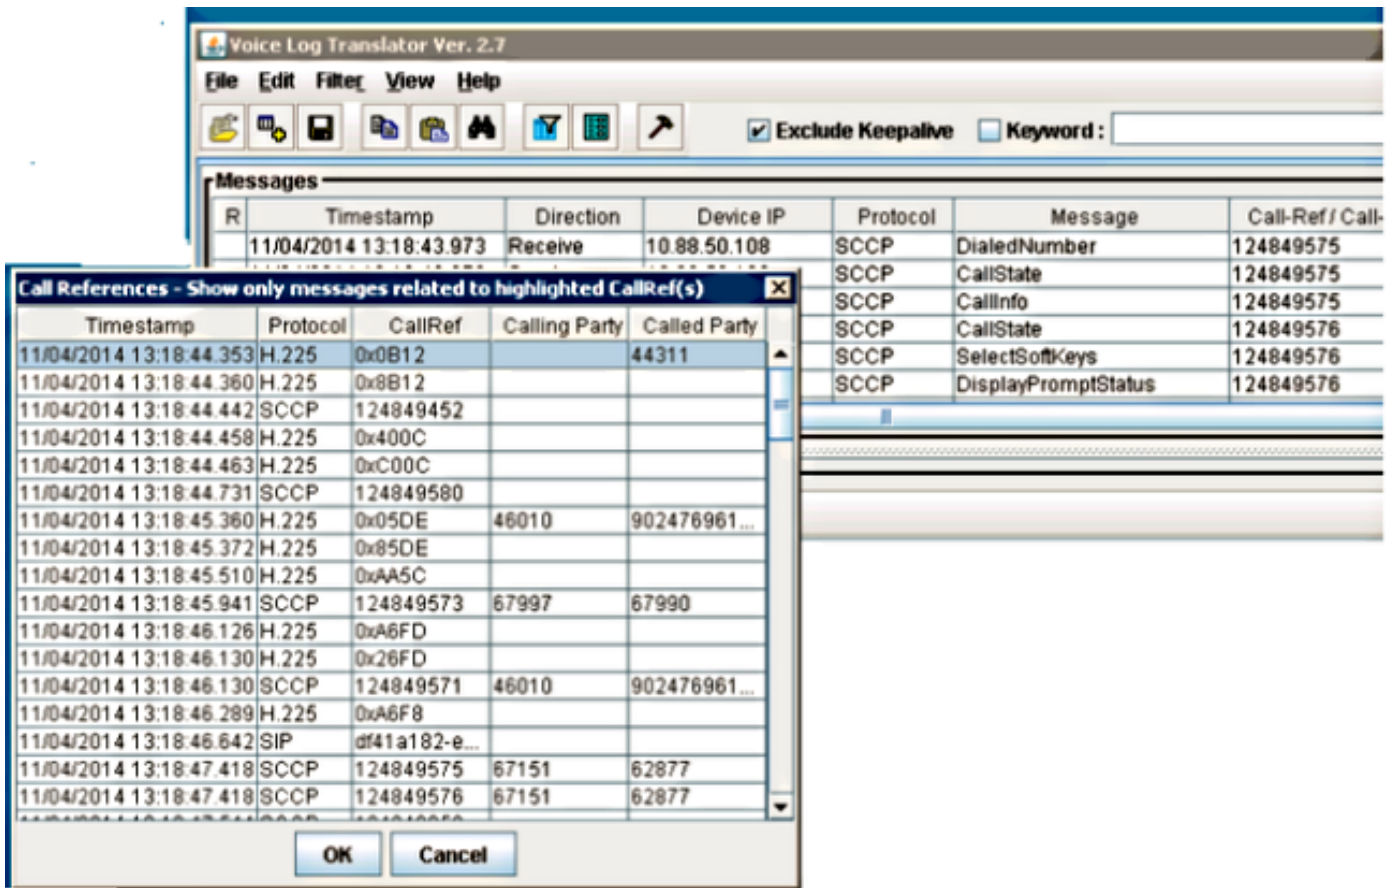 Voice Log Translator Ver. 2.7
File Edit Filter View Help
Exclude Keepalive Keyword :
Messages
R Timestamp Direction Device IP Protocol Message Call-Ref / Call-
11/04/2014 13:18:43.973 Receive 10.88.50.108 SCCP DialedNumber 124849575
SCCP CallState 124849575
SCCP CallInfo 124849575
SCCP CallState 124849576
SCCP SelectSoftKeys 124849576
SCCP DisplayPromptStatus 124849576
Call References - Show only messages related to highlighted CallRef(s)
Timestamp Protocol CallRef Calling Party Called Party
11/04/2014 13:18:44.353 H.225 0x0B12 44311
11/04/2014 13:18:44.360 H.225 0x8B12
11/04/2014 13:18:44.442 SCCP 124849452
11/04/2014 13:18:44.458 H.225 0x400C
11/04/2014 13:18:44.463 H.225 0xC00C
11/04/2014 13:18:44.731 SCCP 124849580
11/04/2014 13:18:45.360 H.225 0x05DE 46010 902476961...
11/04/2014 13:18:45.372 H.225 0x85DE
11/04/2014 13:18:45.510 H.225 0xAA5C
11/04/2014 13:18:45.941 SCCP 124849573 67997 67990
11/04/2014 13:18:46.126 H.225 0xA6FD
11/04/2014 13:18:46.130 H.225 0x26FD
11/04/2014 13:18:46.130 SCCP 124849571 46010 902476961...
11/04/2014 13:18:46.289 H.225 0xA6F8
11/04/2014 13:18:46.642 SIP df41a182-e...
11/04/2014 13:18:47.418 SCCP 124849575 67151 62877
11/04/2014 13:18:47.418 SCCP 124849576 67151 62877
OK Cancel